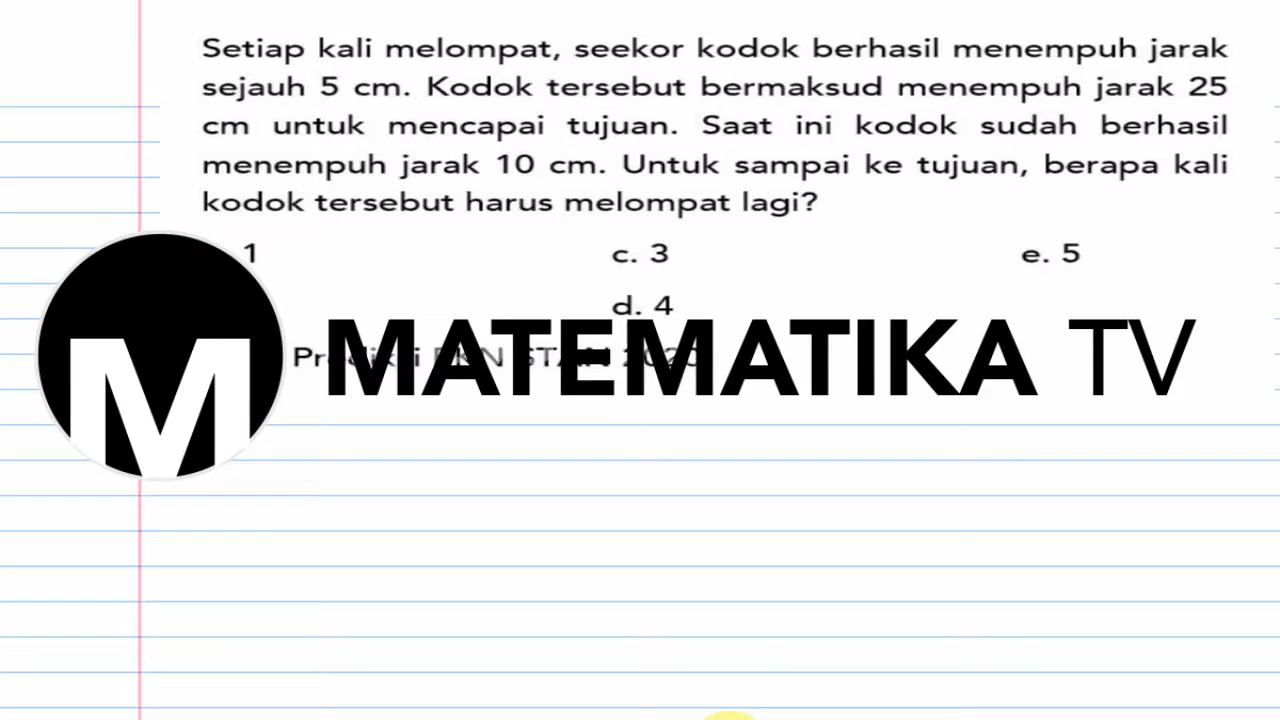 Setiap kali melompat, seekor kodok berhasil menempuh jarak
sejauh 5 cm. Kodok tersebut bermaksud menempuh jarak 25
cm untuk mencapai tujuan. Saat ini kodok sudah berhasil
menempuh jarak 10 cm. Untuk sampai ke tujuan, berapa kali
kodok tersebut harus melompat lagi?
1 c. 3 e. 5
d. 4
M MATEMATIKA TV